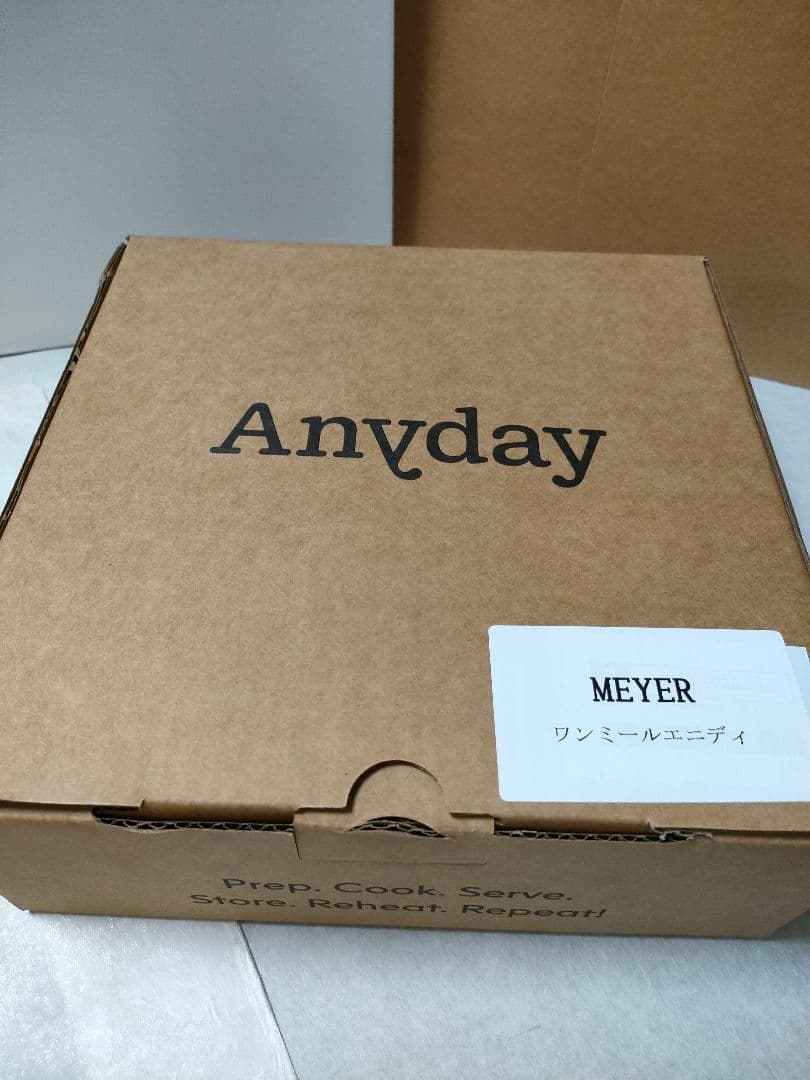 Anyday
MEYER
ワンミールエニディ
Prep. Cook. Serve.
Store. Reheat. Repeat!